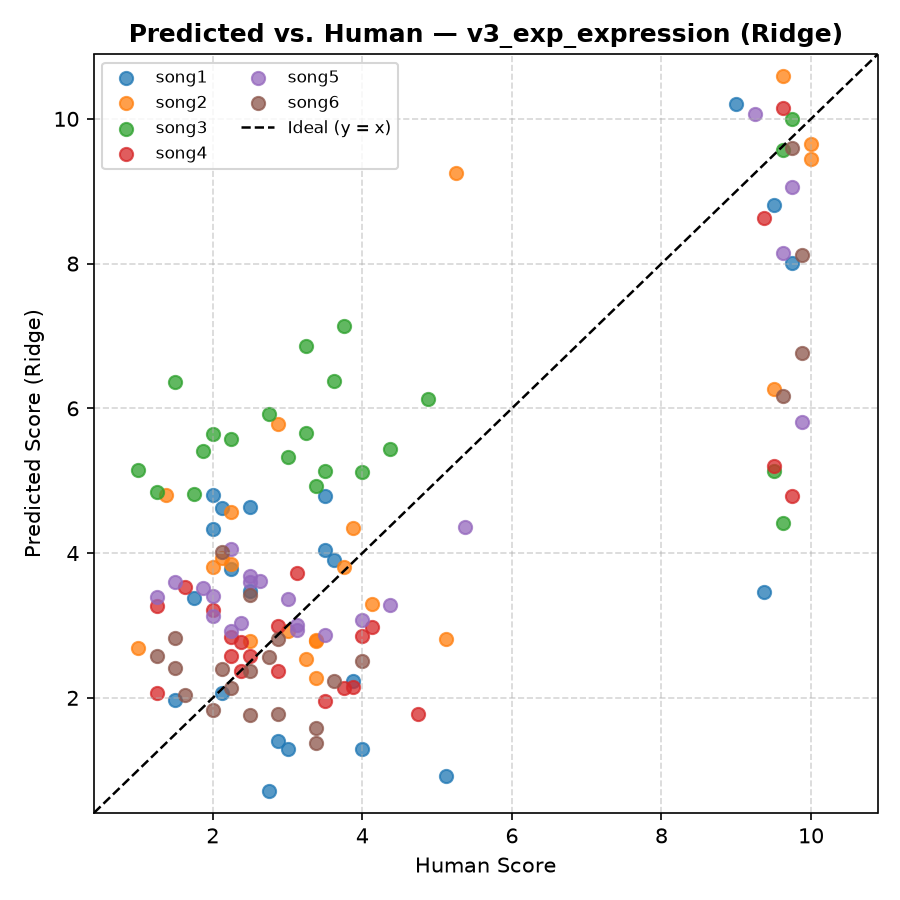 Predicted vs. Human — v3_exp_expression (Ridge)
song1
song2
song3
song4
song5
song6
Ideal (y = x)
Predicted Score (Ridge)
10
8
6
4
2
2 4 6 8 10
Human Score